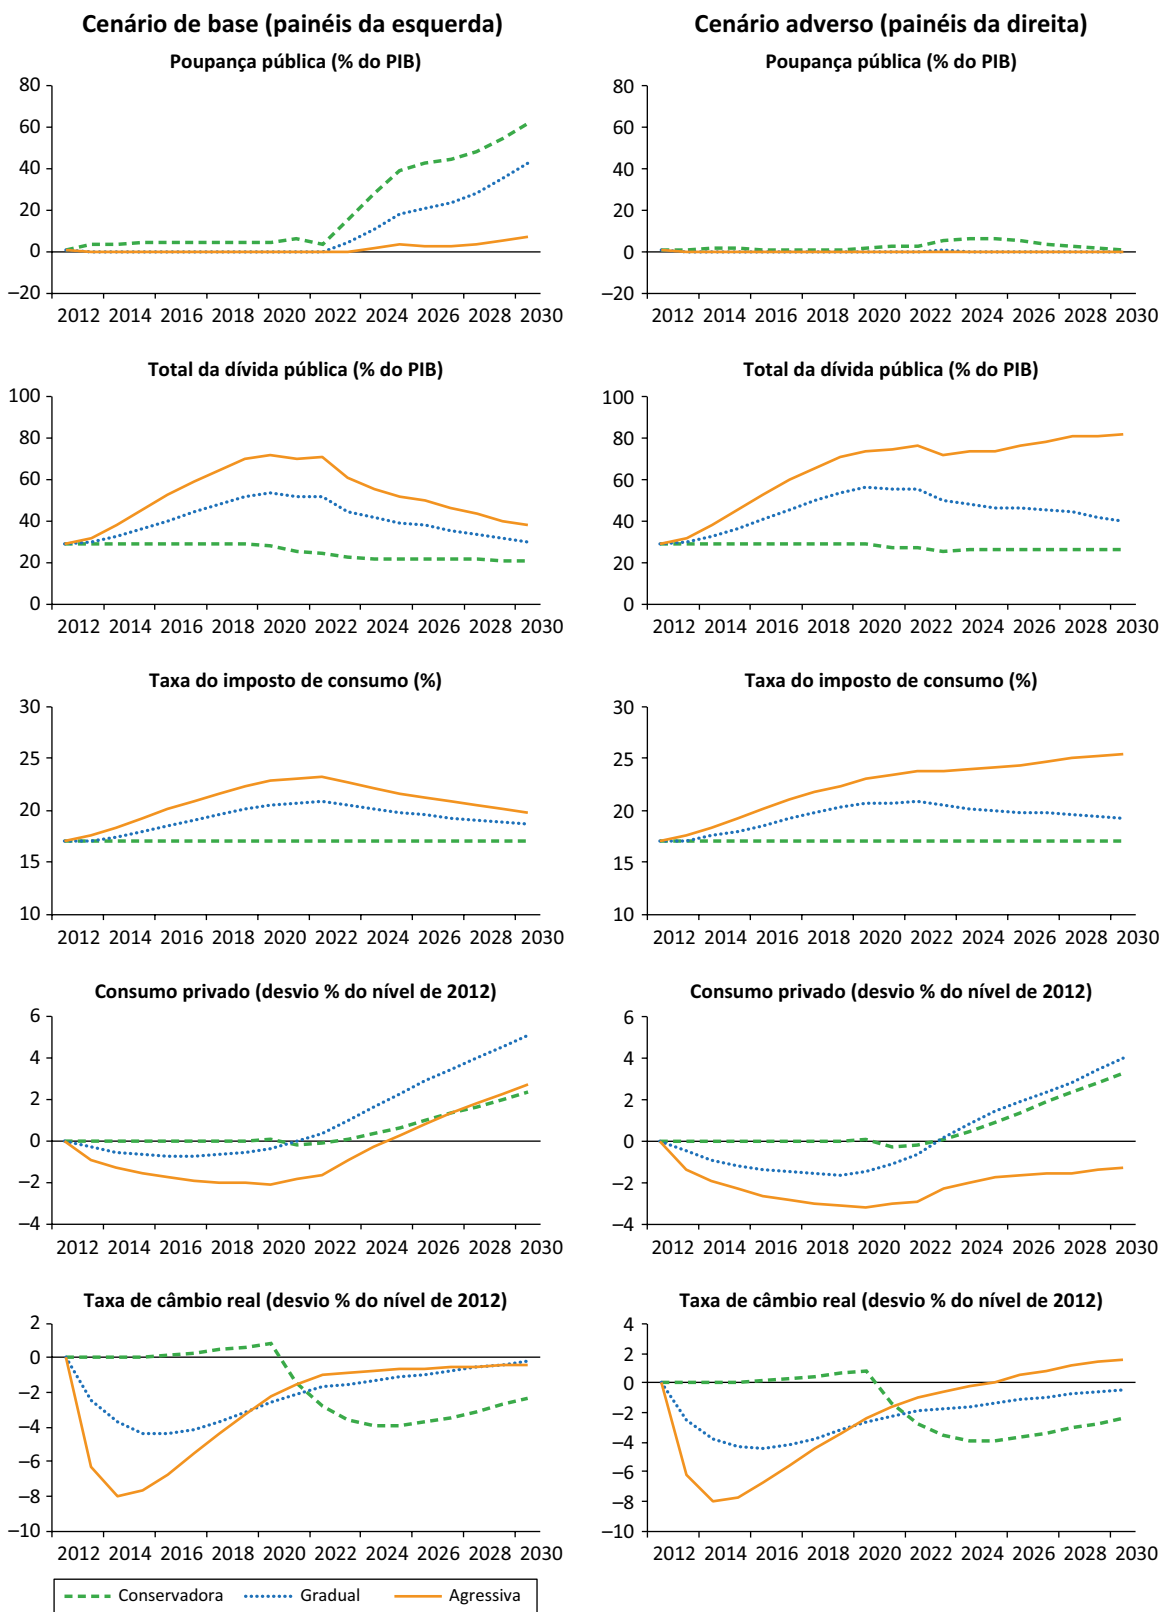 Cenário de base (painéis da esquerda)
Poupança pública (% do PIB)
80
60
40
20
0
–20
2012 2014 2016 2018 2020 2022 2024 2026 2028 2030
Total da dívida pública (% do PIB)
100
80
60
40
20
0
2012 2014 2016 2018 2020 2022 2024 2026 2028 2030
Taxa do imposto de consumo (%)
30
25
20
15
10
2012 2014 2016 2018 2020 2022 2024 2026 2028 2030
Consumo privado (desvio % do nível de 2012)
6
4
2
0
–2
–4
2012 2014 2016 2018 2020 2022 2024 2026 2028 2030
Taxa de câmbio real (desvio % do nível de 2012)
2
0
–2
–4
–6
–8
–10
2012 2014 2016 2018 2020 2022 2024 2026 2028 2030
Cenário adverso (painéis da direita)
Poupança pública (% do PIB)
80
60
40
20
0
–20
2012 2014 2016 2018 2020 2022 2024 2026 2028 2030
Total da dívida pública (% do PIB)
100
80
60
40
20
0
2012 2014 2016 2018 2020 2022 2024 2026 2028 2030
Taxa do imposto de consumo (%)
30
25
20
15
10
2012 2014 2016 2018 2020 2022 2024 2026 2028 2030
Consumo privado (desvio % do nível de 2012)
6
4
2
0
–2
–4
2012 2014 2016 2018 2020 2022 2024 2026 2028 2030
Taxa de câmbio real (desvio % do nível de 2012)
4
2
0
–2
–4
–6
–8
–10
2012 2014 2016 2018 2020 2022 2024 2026 2028 2030
Conservadora Gradual Agressiva